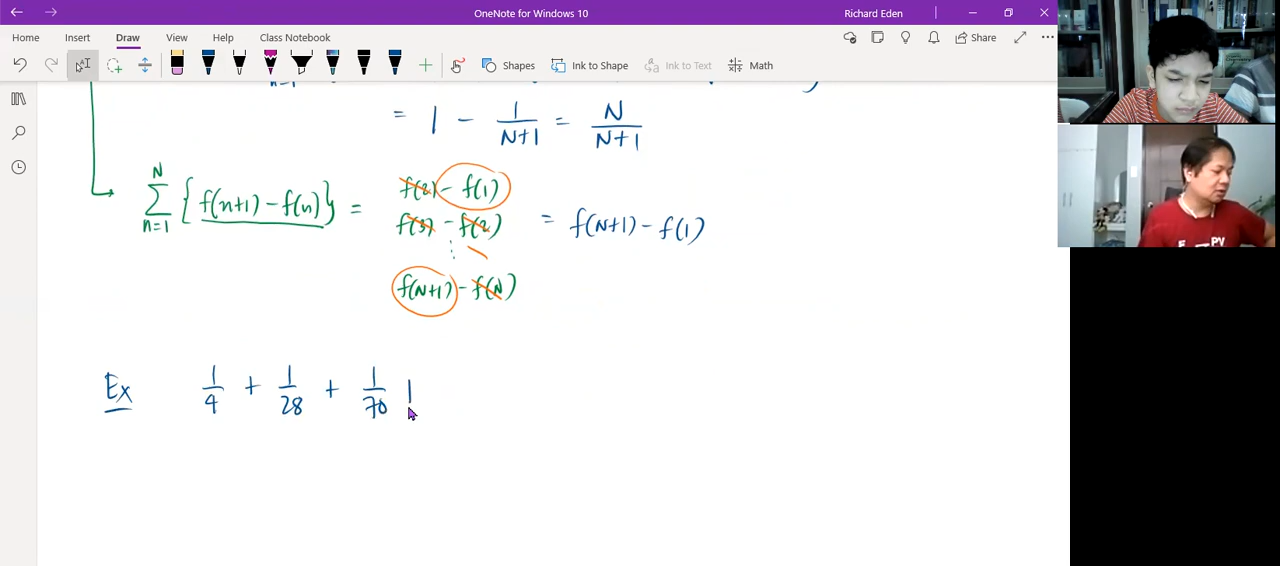 OneNote for Windows 10
Richard Eden
Home Insert Draw View Help Class Notebook Share
Shapes Ink to Shape Ink to Text Math
n=1
= 1 - 1/(N+1) = N/(N+1)
N
∑ { f(n+1) - f(n) } = f(2) - f(1)
n=1
f(3) - f(2) = f(N+1) - f(1)
⋮
f(N+1) - f(N)
Ex 1/4 + 1/28 + 1/70 |